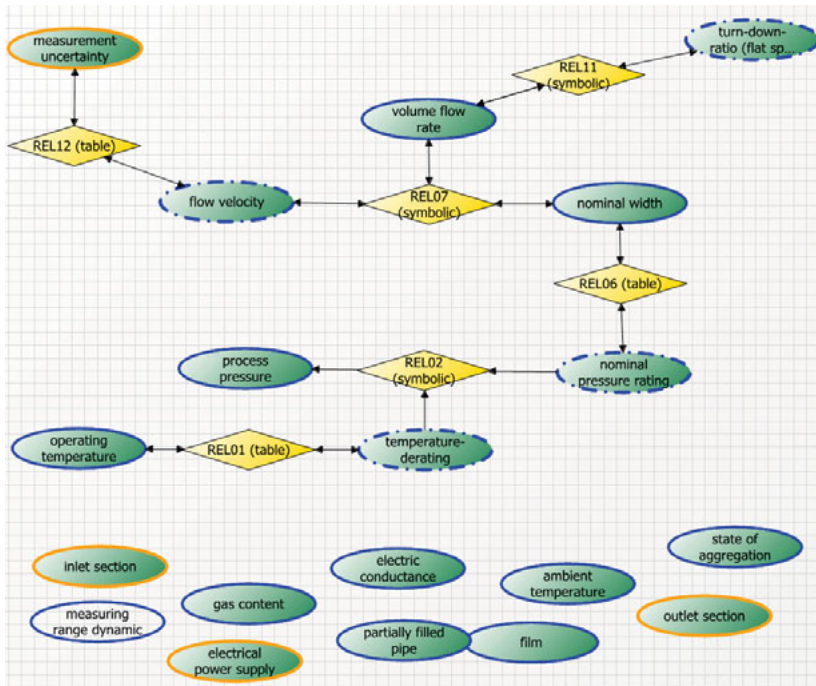 measurement
uncertainty
turn-down-
ratio (flat sp...
REL11
(symbolic)
volume flow
rate
REL12 (table)
flow velocity
REL07
(symbolic)
nominal width
REL06 (table)
process
pressure
REL02
(symbolic)
nominal
pressure rating
operating
temperature
REL01 (table)
temperature-
derating
state of
aggregation
inlet section
electric
conductance
ambient
temperature
gas content
measuring
range dynamic
outlet section
partially filled
pipe
film
electrical
power supply